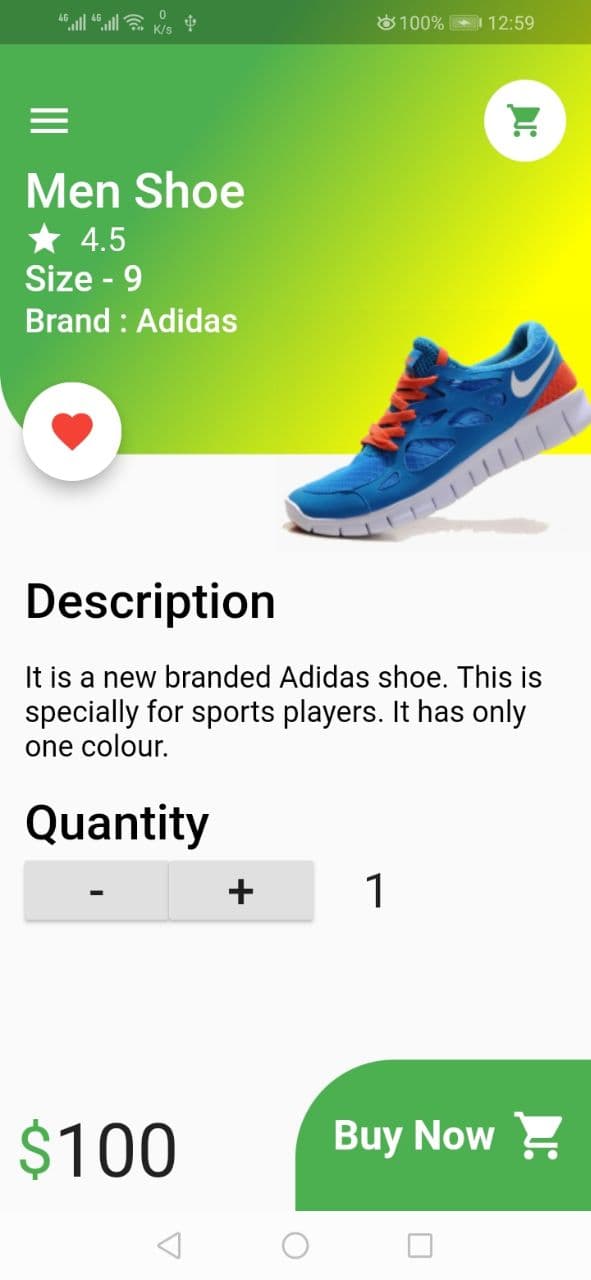 4G 4G 0 K/s 100% 12:59
Men Shoe
4.5
Size - 9
Brand : Adidas
Description
It is a new branded Adidas shoe. This is
specially for sports players. It has only
one colour.
Quantity
- + 1
$100
Buy Now